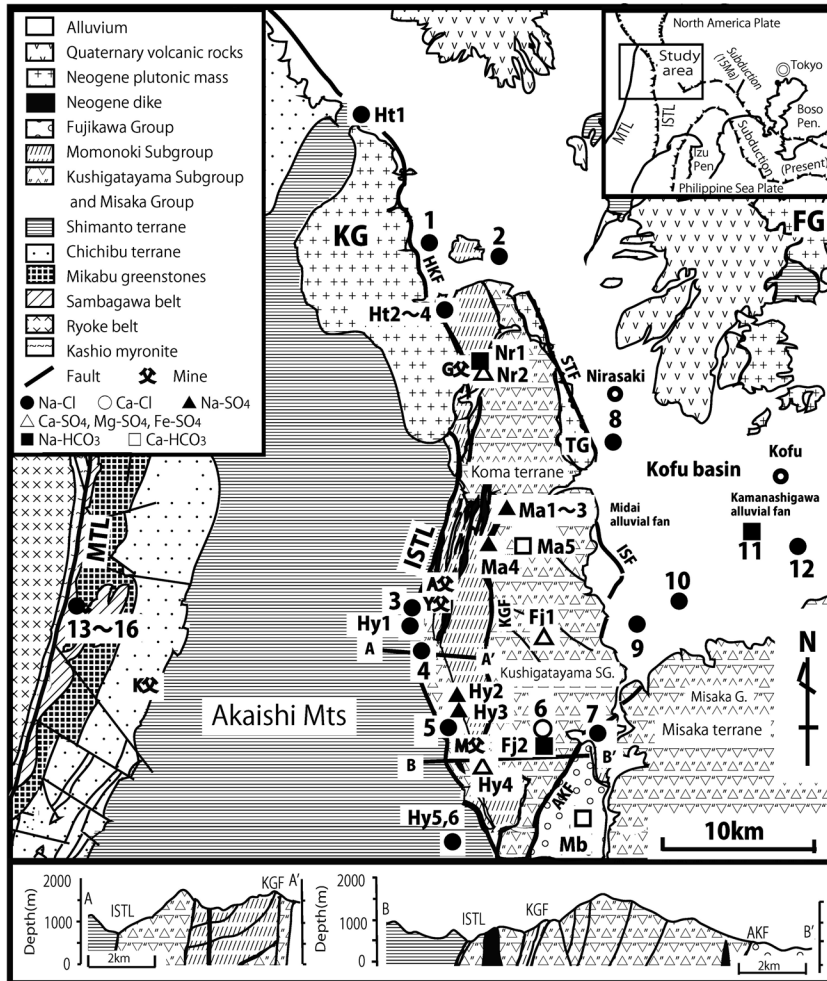 Alluvium
Quaternary volcanic rocks
Neogene plutonic mass
Neogene dike
Fujikawa Group
Momonoki Subgroup
Kushigatayama Subgroup
and Misaka Group
Shimanto terrane
Chichibu terrane
Mikabu greenstones
Sambagawa belt
Ryoke belt
Kashio myronite
Fault Mine
Na-Cl Ca-Cl Na-SO₄
Ca-SO₄, Mg-SO₄, Fe-SO₄
Na-HCO₃ Ca-HCO₃
North America Plate
Study
area
Subduction
(15Ma)
Tokyo
MTL
ISTL
Boso
Pen.
Izu
Pen.
Subduction
(Present)
Philippine Sea Plate
Ht1
KG
FG
1
2
HKF
Ht2～4
Nr1
G
Nr2
STF
Nirasaki
8
TG
Kofu
Kofu basin
Koma terrane
Kamanashigawa
alluvial fan
Midai
alluvial fan
Ma1～3
ISTL
MTL
Ma4
Ma5
ISF
11
12
A
Y
3
Hy1
KGF
Fj1
10
9
13～16
A
4
A'
K
Kushigatayama SG.
Misaka G.
N
Akaishi Mts
Hy2
Hy3
6
7
Misaka terrane
5
M
Fj2
B
B'
Hy4
AKF
Hy5,6
Mb
10km
Depth(m)
2000
1000
0
A
ISTL
KGF
A'
2km
Depth(m)
2000
1000
0
B
ISTL
KGF
AKF
B'
2km